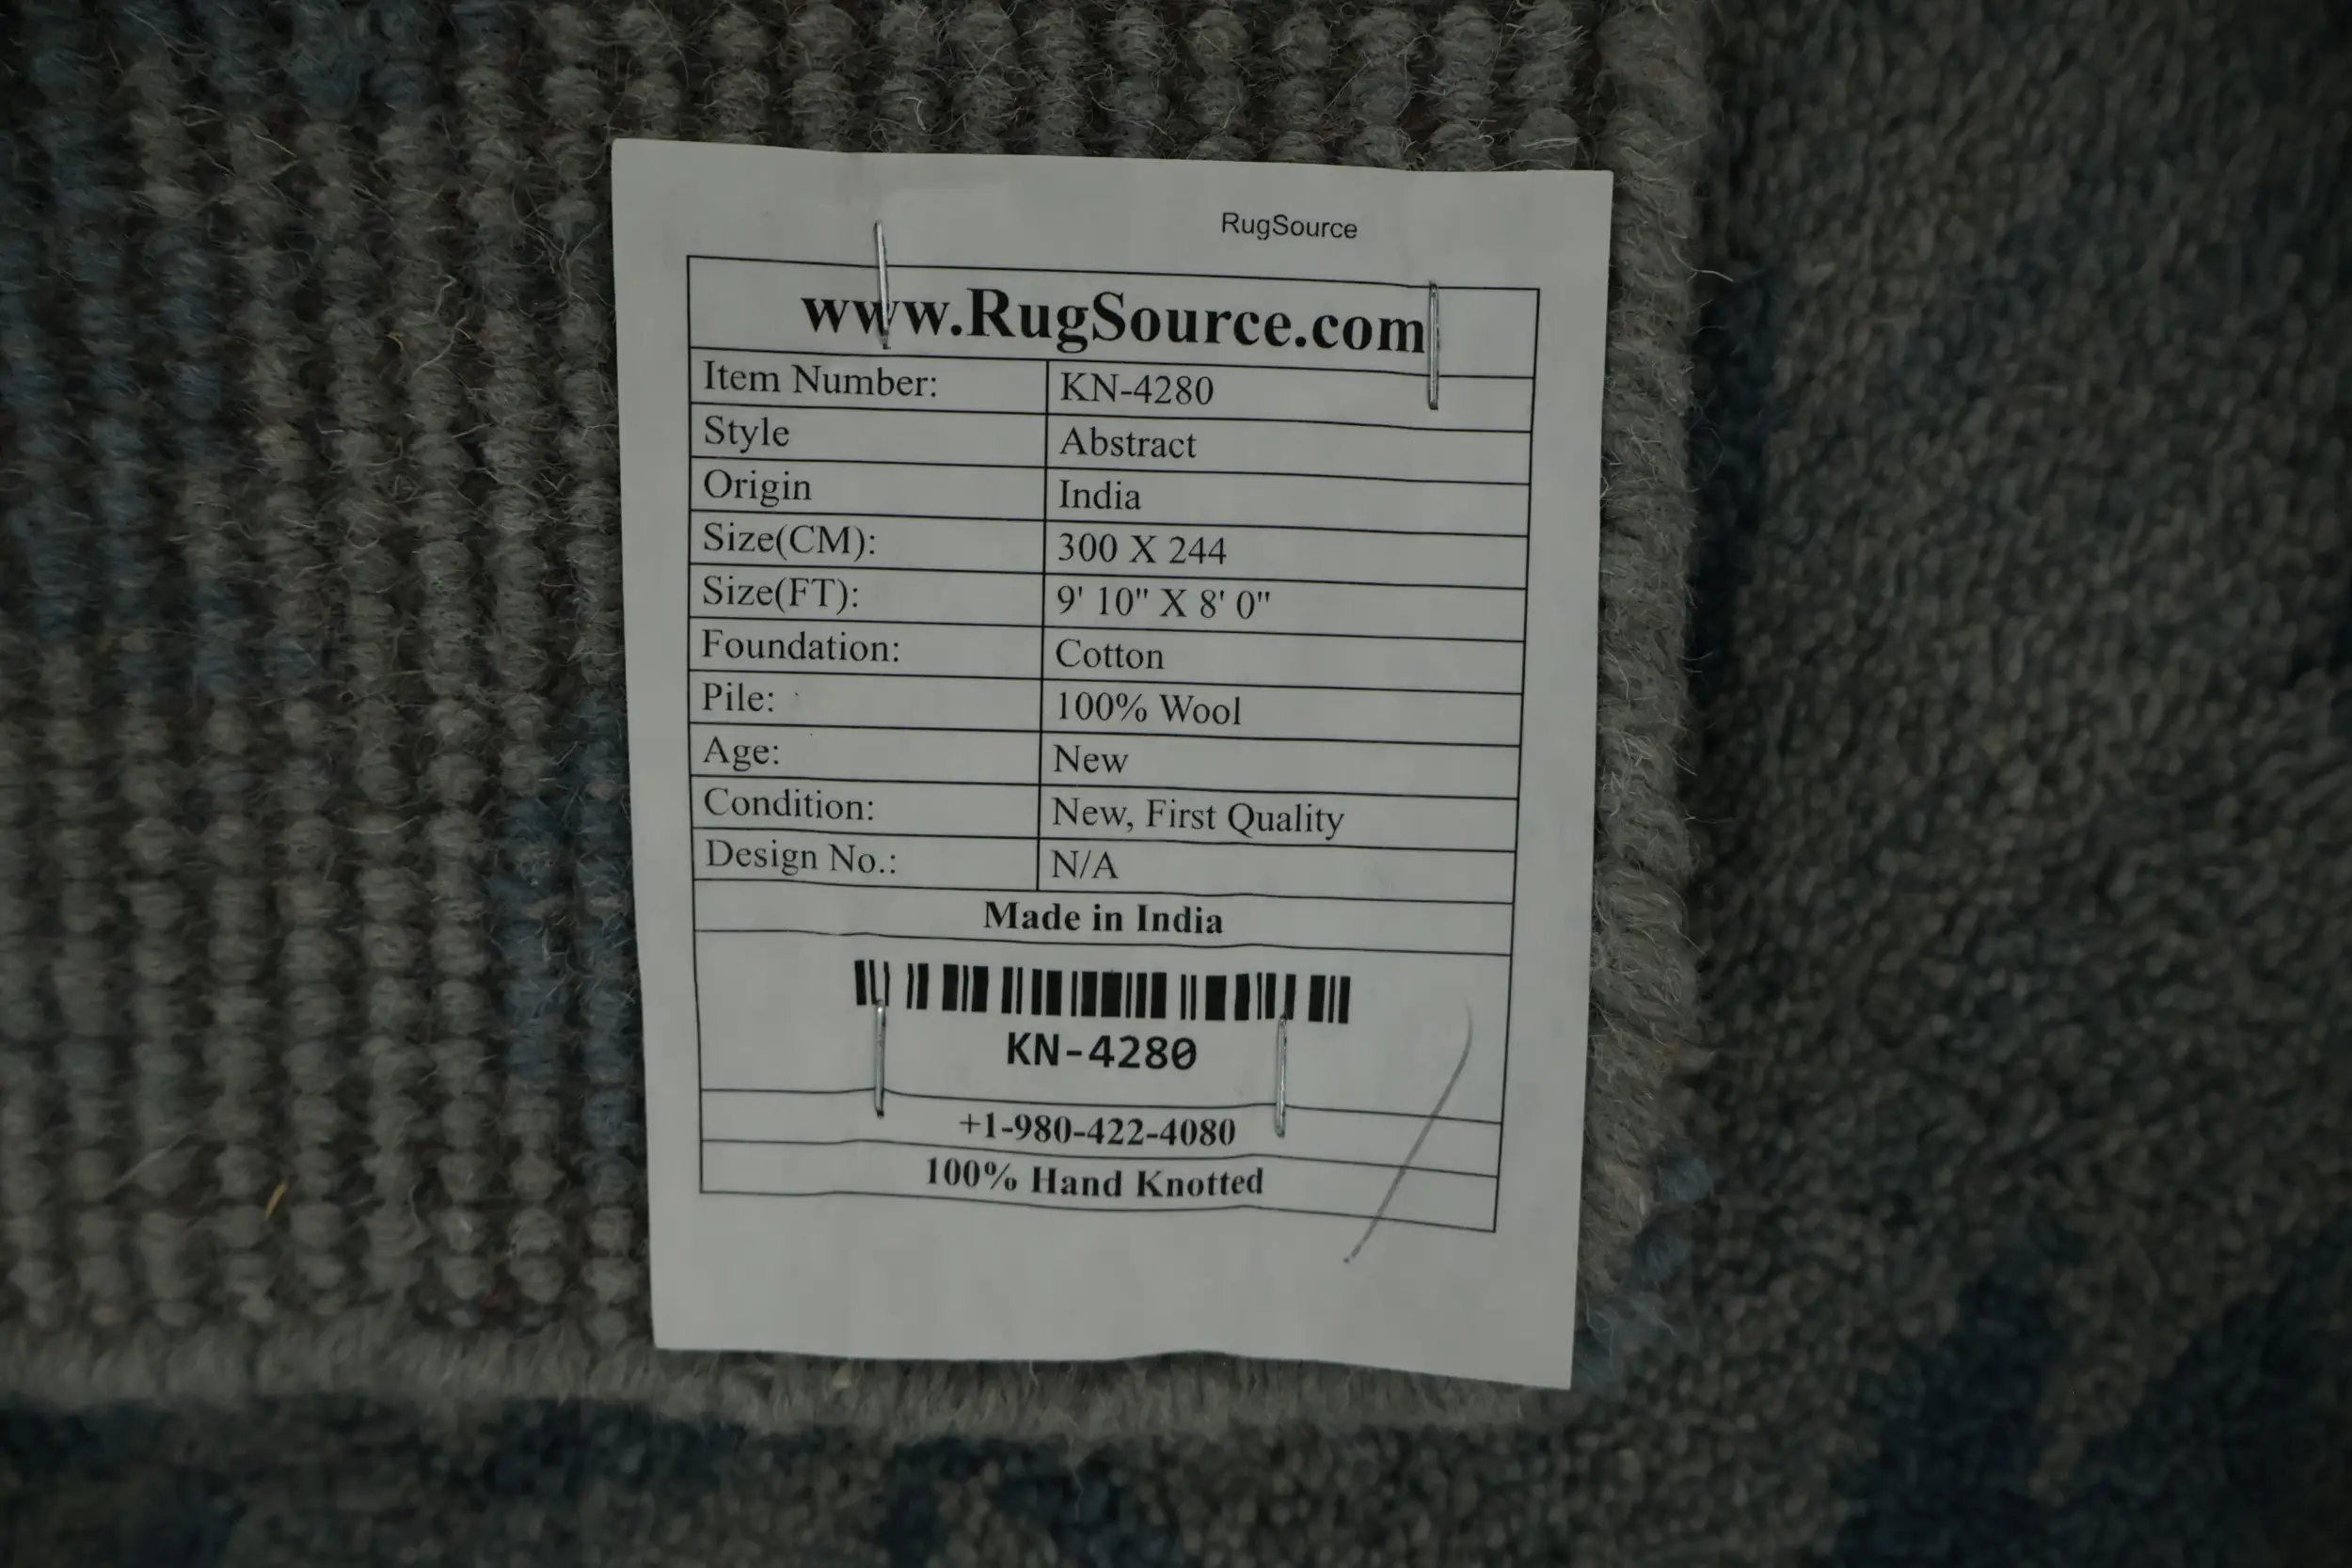 RugSource
www.RugSource.com
Item Number: KN-4280
Style Abstract
Origin India
Size(CM): 300 X 244
Size(FT): 9' 10" X 8' 0"
Foundation: Cotton
Pile: 100% Wool
Age: New
Condition: New, First Quality
Design No.: N/A
Made in India
KN-4280
+1-980-422-4080
100% Hand Knotted